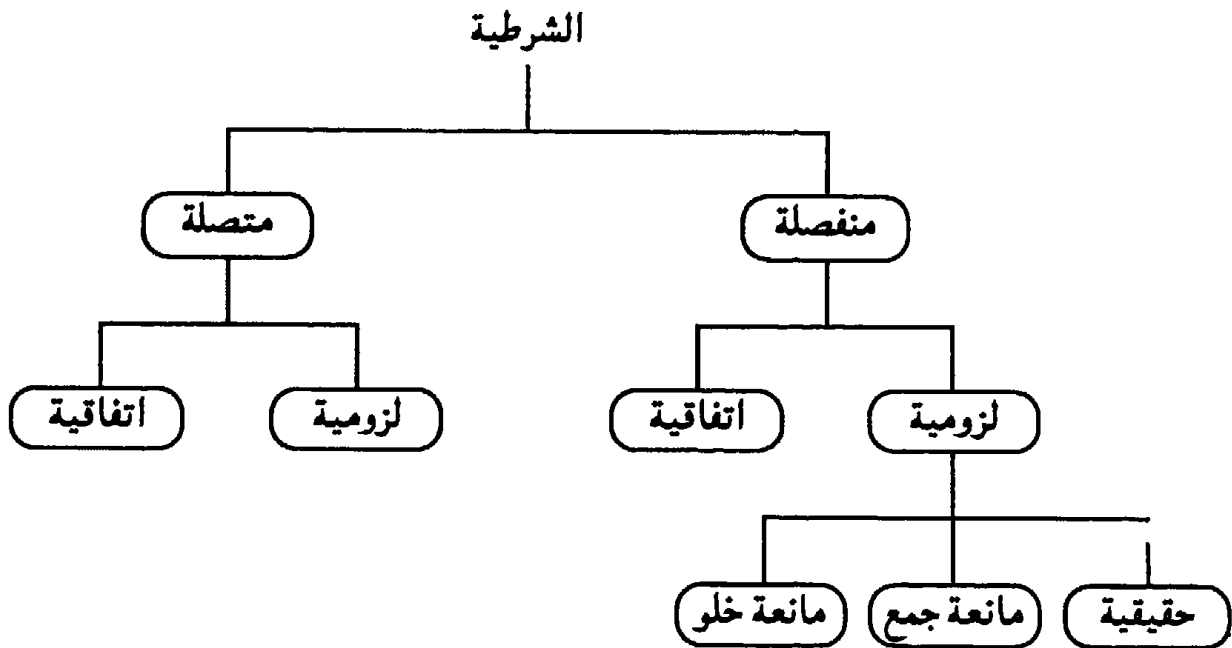 الشرطية
منفصلة
متصلة
لزومية
اتفاقية
لزومية
اتفاقية
حقيقية
مانعة جمع
مانعة خلو